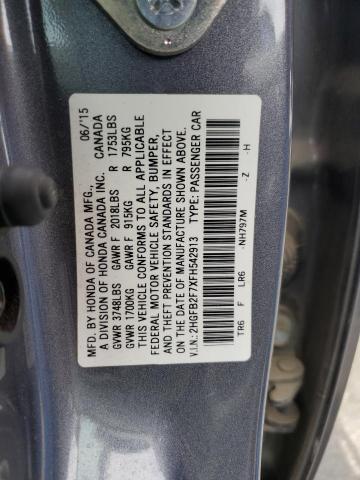 MFD. BY HONDA OF CANADA MFG., 06/'15
A DIVISION OF HONDA CANADA INC. CANADA
GVWR 3748LBS GAWR F 2018LBS R 1753LBS
GVWR 1700KG GAWR F 915KG R 795KG
THIS VEHICLE CONFORMS TO ALL APPLICABLE
FEDERAL MOTOR VEHICLE SAFETY, BUMPER,
AND THEFT PREVENTION STANDARDS IN EFFECT
ON THE DATE OF MANUFACTURE SHOWN ABOVE.
V.I.N.: 2HGFB2F7XFH542913 TYPE: PASSENGER CAR
TR6 F LR6 -NH797M -Z -H